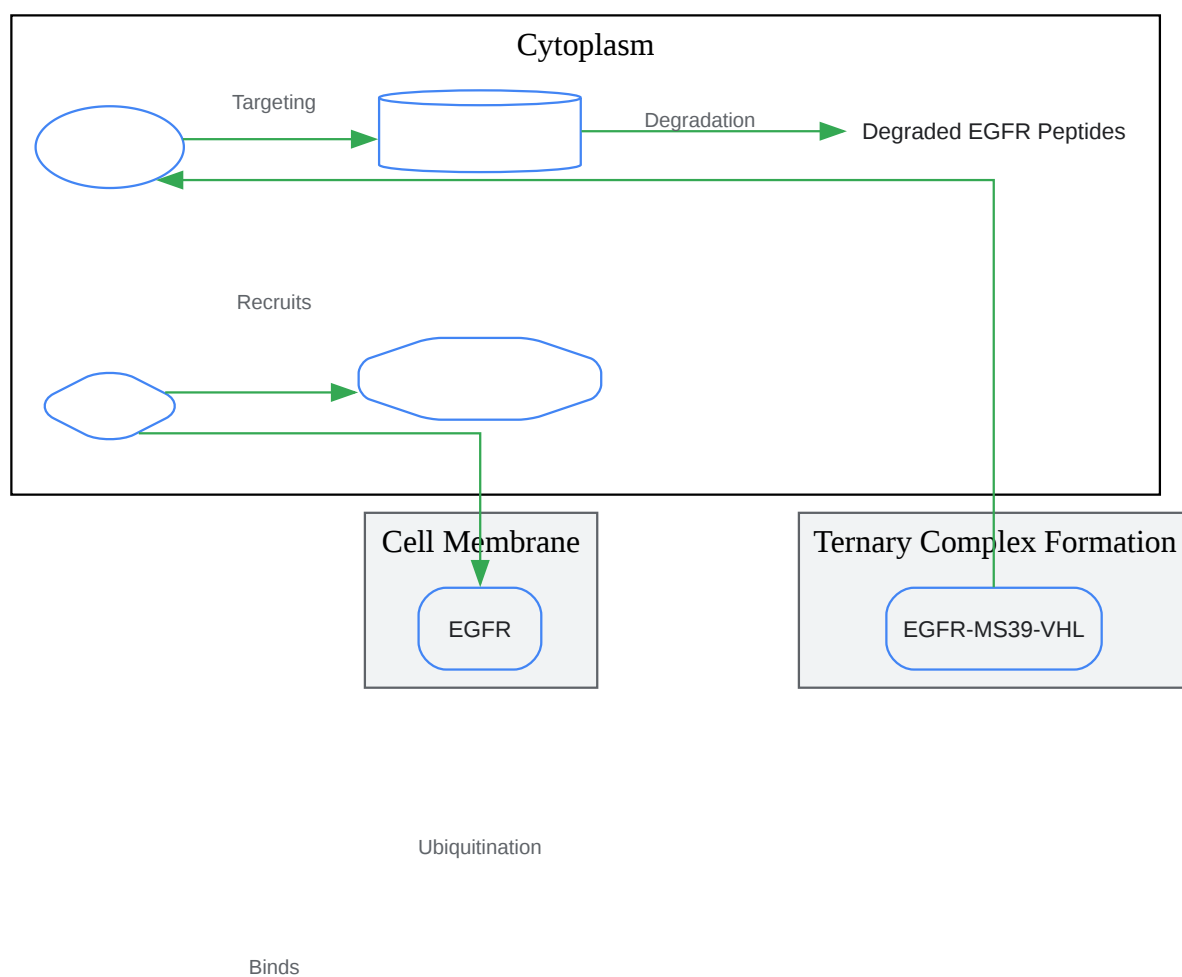 Cytoplasm
Targeting
Degradation
Degraded EGFR Peptides
Recruits
Cell Membrane
Ternary Complex Formation
EGFR
EGFR-MS39-VHL
Ubiquitination
Binds